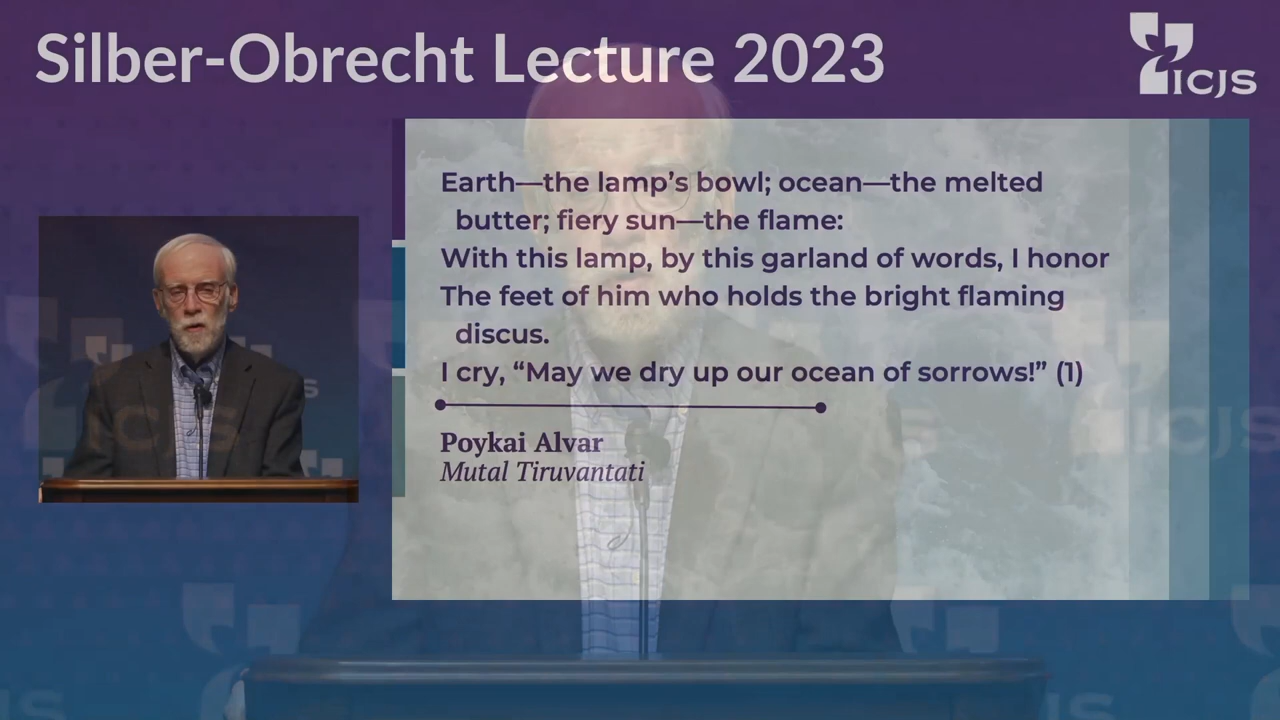 Silber-Obrecht Lecture 2023
ICJS
Earth—the lamp’s bowl; ocean—the melted
butter; fiery sun—the flame:
With this lamp, by this garland of words, I honor
The feet of him who holds the bright flaming
discus.
I cry, “May we dry up our ocean of sorrows!” (1)
Poykai Alvar
Mutal Tiruvantati